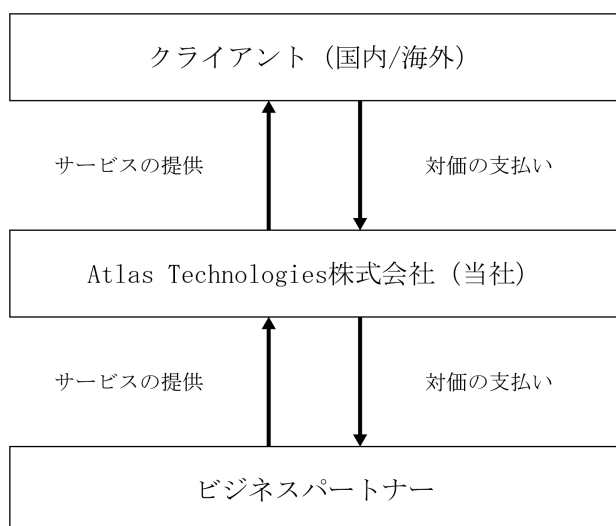 クライアント（国内/海外）
サービスの提供
対価の支払い
Atlas Technologies株式会社（当社）
サービスの提供
対価の支払い
ビジネスパートナー